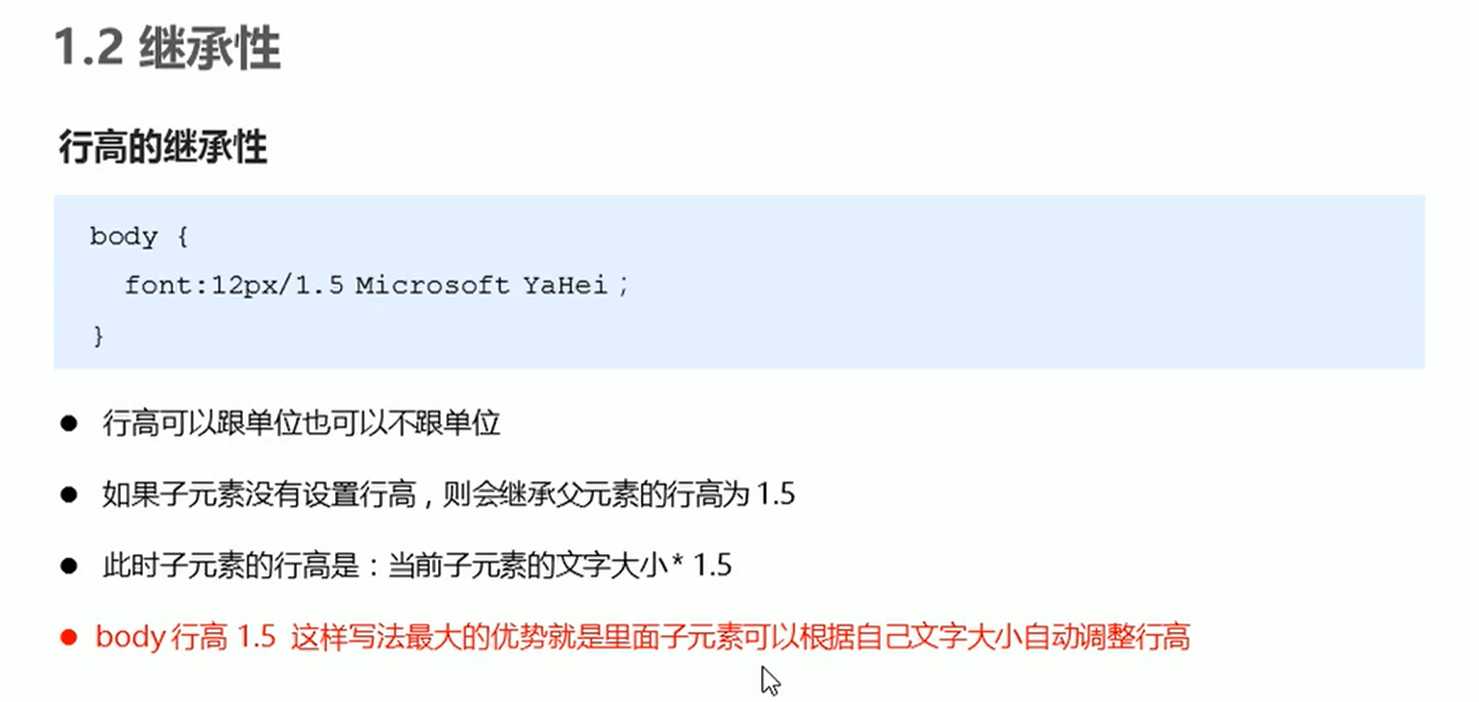 1.2 继承性
行高的继承性
body {
font:12px/1.5 Microsoft YaHei；
}
● 行高可以跟单位也可以不跟单位
● 如果子元素没有设置行高，则会继承父元素的行高为 1.5
● 此时子元素的行高是：当前子元素的文字大小* 1.5
● body 行高 1.5 这样写法最大的优势就是里面子元素可以根据自己文字大小自动调整行高